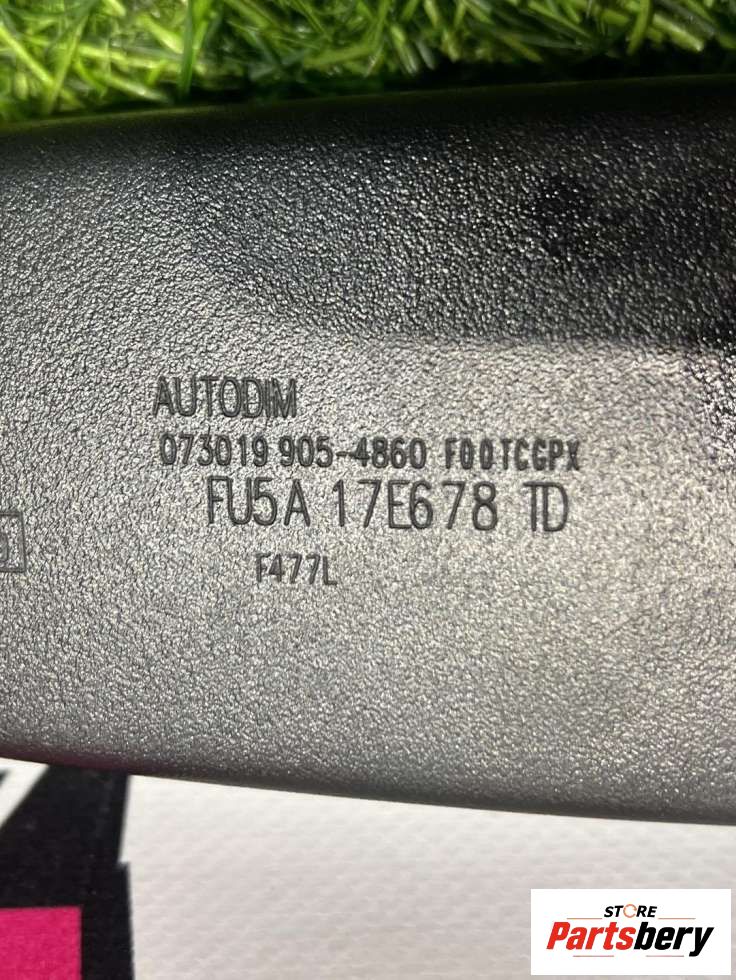 AUTODIM
073019 905-4860 F00TCGPX
FU5A 17E678 TD
F477L
STORE
Partsbery